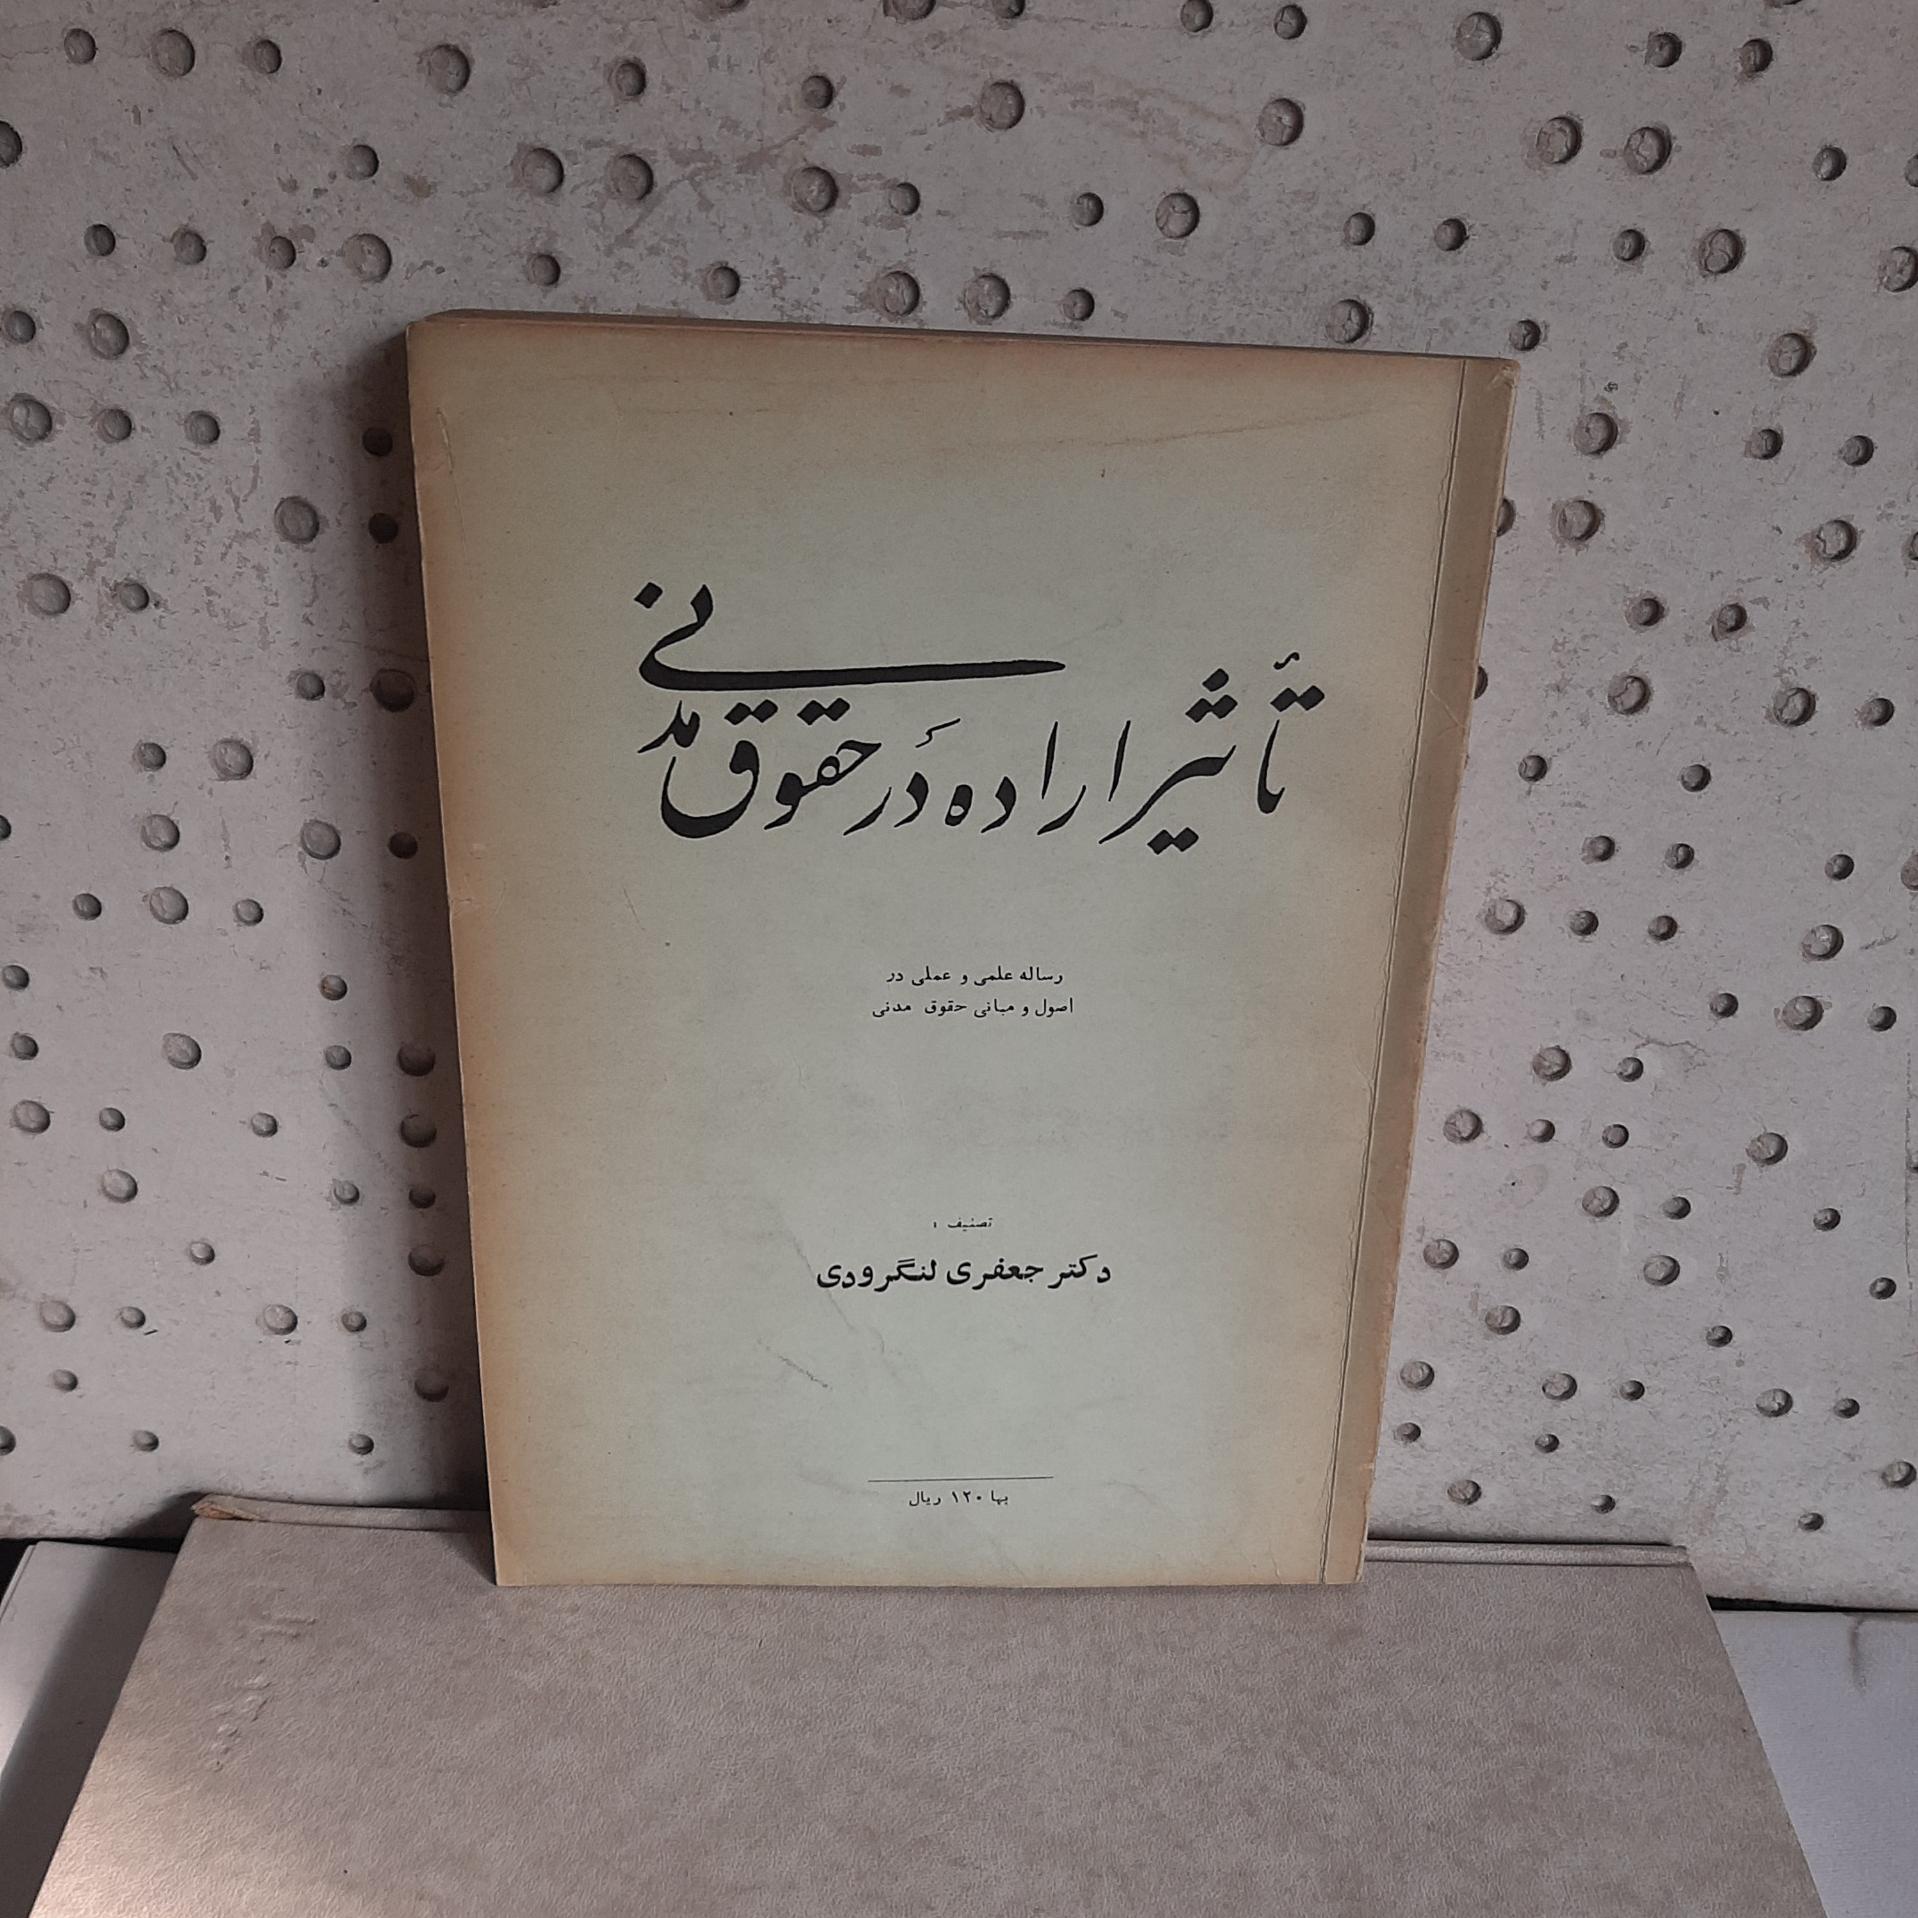 تأثیر اراده دَر حقوق مدنی
رساله علمی و عملی در
اصول و مبانی حقوق مدنی
تصنیف :
دکتر جعفری لنگرودی
بها ۱۲۰ ریال